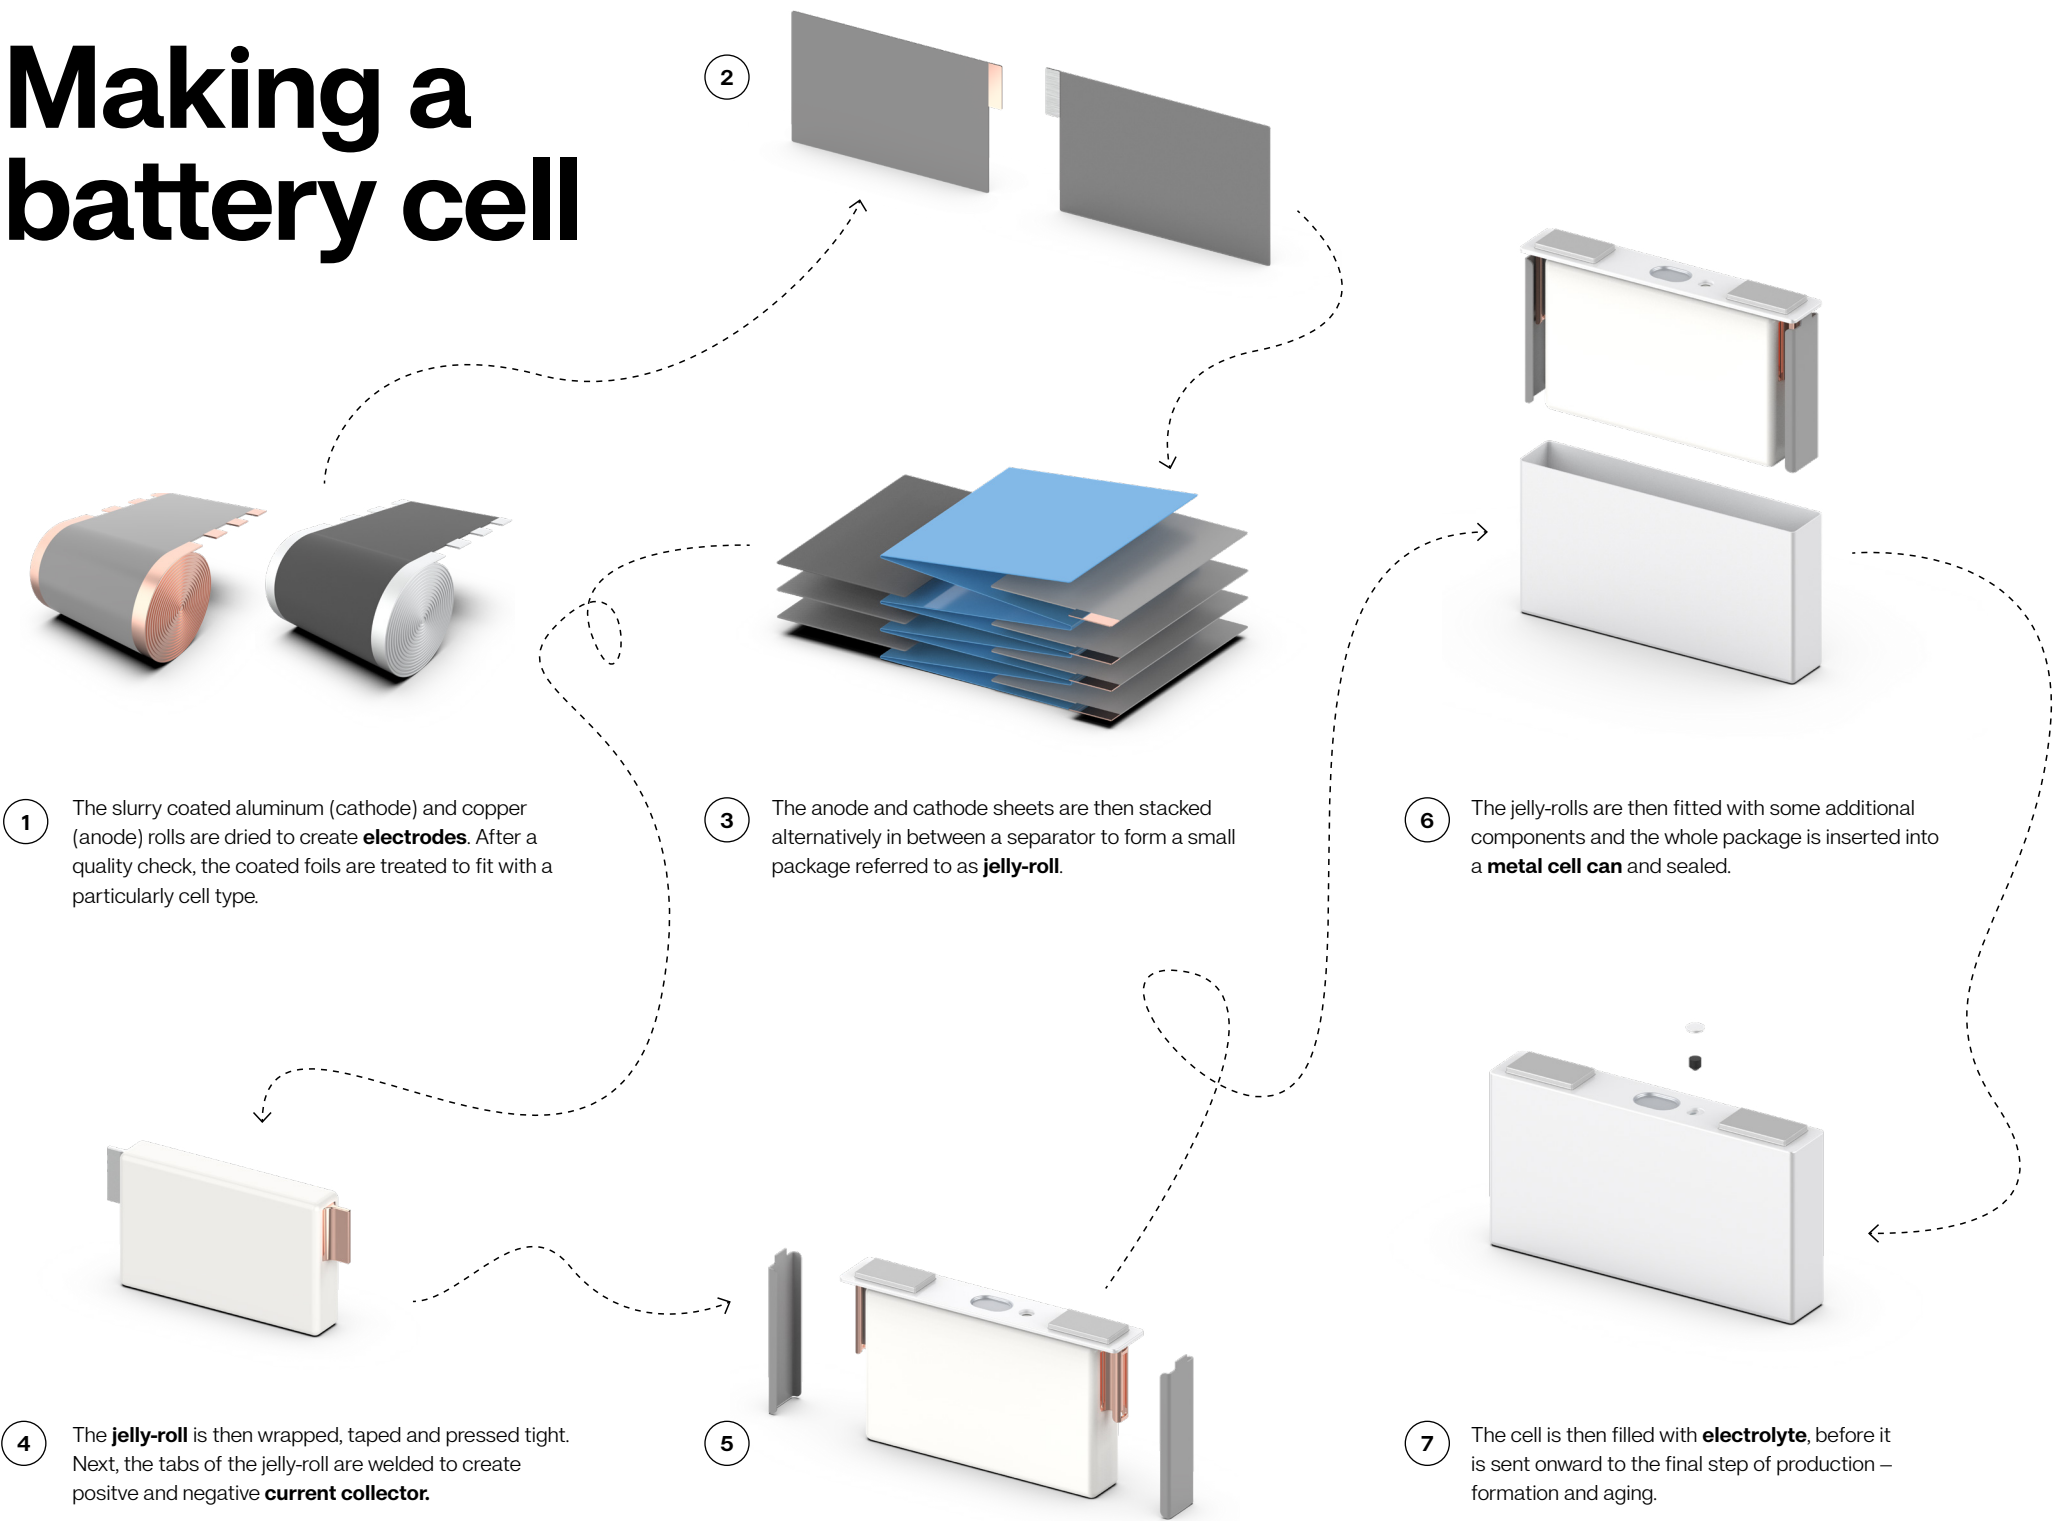 Making a
battery cell
2
1
The slurry coated aluminum (cathode) and copper
(anode) rolls are dried to create electrodes. After a
quality check, the coated foils are treated to fit with a
particularly cell type.
3
The anode and cathode sheets are then stacked
alternatively in between a separator to form a small
package referred to as jelly-roll.
6
The jelly-rolls are then fitted with some additional
components and the whole package is inserted into
a metal cell can and sealed.
4
The jelly-roll is then wrapped, taped and pressed tight.
Next, the tabs of the jelly-roll are welded to create
positve and negative current collector.
5
7
The cell is then filled with electrolyte, before it
is sent onward to the final step of production –
formation and aging.